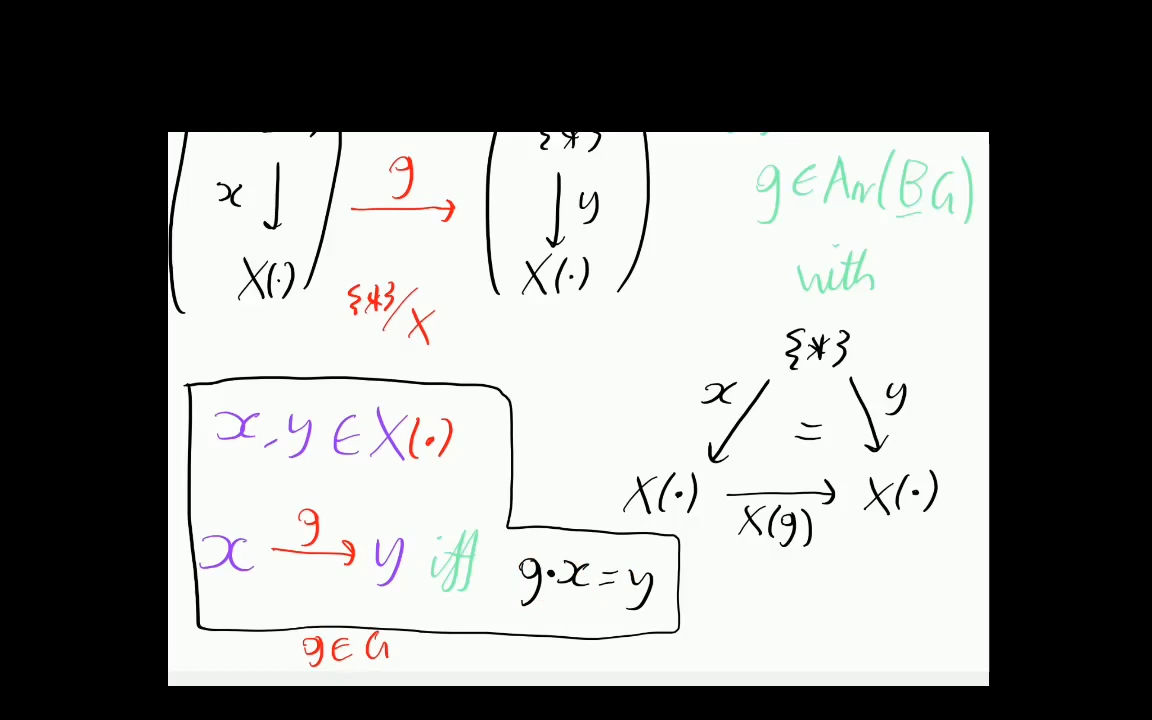 {*} g g ∈ Arr(BG)
x ↓ → ↓ y
X(·) X(·) with
{*}/X
{*}
x = y
X(·) → X(·)
X(g)
x, y ∈ X(·)
x g→ y iff g·x = y
g ∈ G